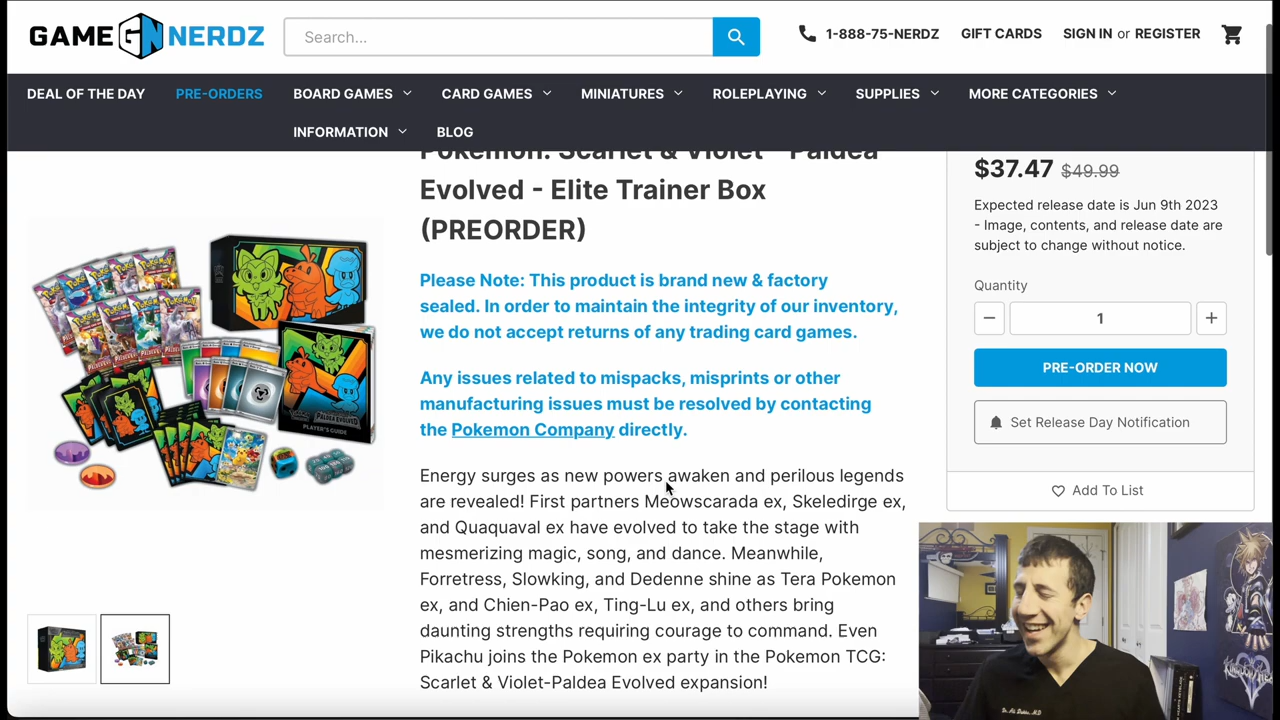 GAME GN NERDZ
Search...
1-888-75-NERDZ
GIFT CARDS
SIGN IN or REGISTER
DEAL OF THE DAY
PRE-ORDERS
BOARD GAMES
CARD GAMES
MINIATURES
ROLEPLAYING
SUPPLIES
MORE CATEGORIES
INFORMATION
BLOG
Pokemon: Scarlet & Violet - Paldea
Evolved - Elite Trainer Box
(PREORDER)
Please Note: This product is brand new & factory
sealed. In order to maintain the integrity of our inventory,
we do not accept returns of any trading card games.
Any issues related to mispacks, misprints or other
manufacturing issues must be resolved by contacting
the Pokemon Company directly.
Energy surges as new powers awaken and perilous legends
are revealed! First partners Meowscarada ex, Skeledirge ex,
and Quaquaval ex have evolved to take the stage with
mesmerizing magic, song, and dance. Meanwhile,
Forretress, Slowking, and Dedenne shine as Tera Pokemon
ex, and Chien-Pao ex, Ting-Lu ex, and others bring
daunting strengths requiring courage to command. Even
Pikachu joins the Pokemon ex party in the Pokemon TCG:
Scarlet & Violet-Paldea Evolved expansion!
$37.47 $49.99
Expected release date is Jun 9th 2023
- Image, contents, and release date are
subject to change without notice.
Quantity
1
PRE-ORDER NOW
Set Release Day Notification
Add To List
PALDEA EVOLVED
PLAYER'S GUIDE
KINGDOM